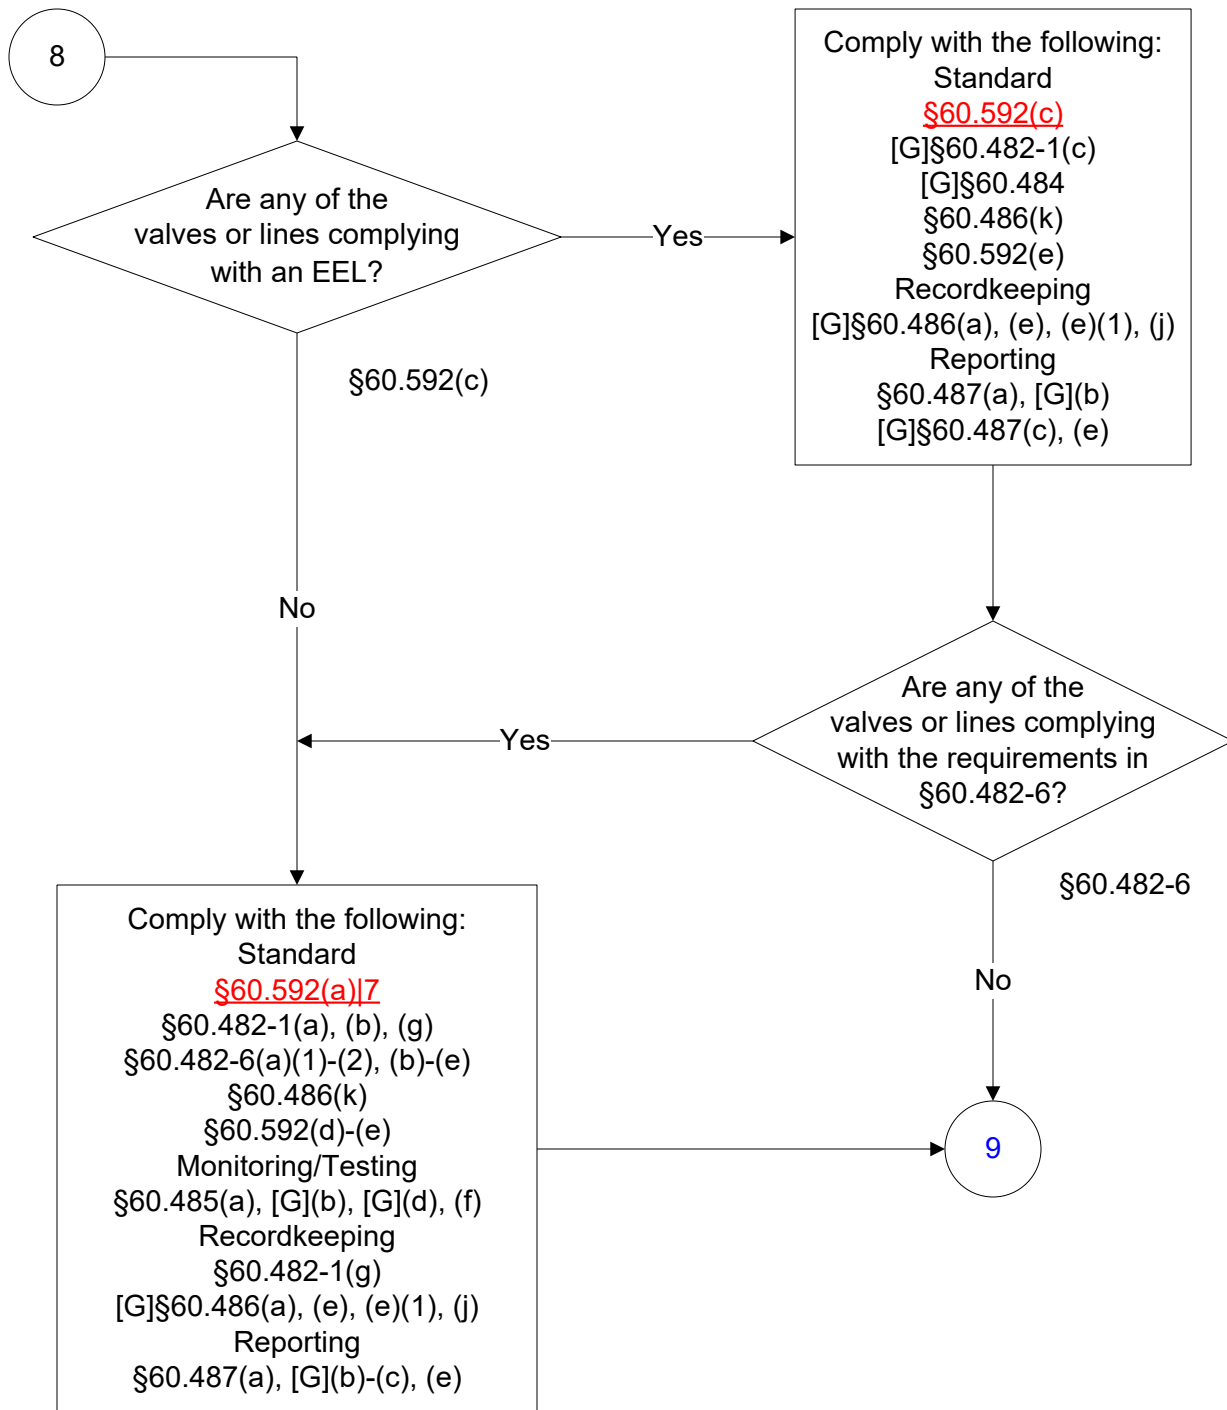 8
Are any of the
valves or lines complying
with an EEL?
Yes
§60.592(c)
No
Comply with the following:
Standard
§60.592(c)
[G]§60.482-1(c)
[G]§60.484
§60.486(k)
§60.592(e)
Recordkeeping
[G]§60.486(a), (e), (e)(1), (j)
Reporting
§60.487(a), [G](b)
[G]§60.487(c), (e)
Are any of the
valves or lines complying
with the requirements in
§60.482-6?
Yes
§60.482-6
No
Comply with the following:
Standard
§60.592(a)|7
§60.482-1(a), (b), (g)
§60.482-6(a)(1)-(2), (b)-(e)
§60.486(k)
§60.592(d)-(e)
Monitoring/Testing
§60.485(a), [G](b), [G](d), (f)
Recordkeeping
§60.482-1(g)
[G]§60.486(a), (e), (e)(1), (j)
Reporting
§60.487(a), [G](b)-(c), (e)
9